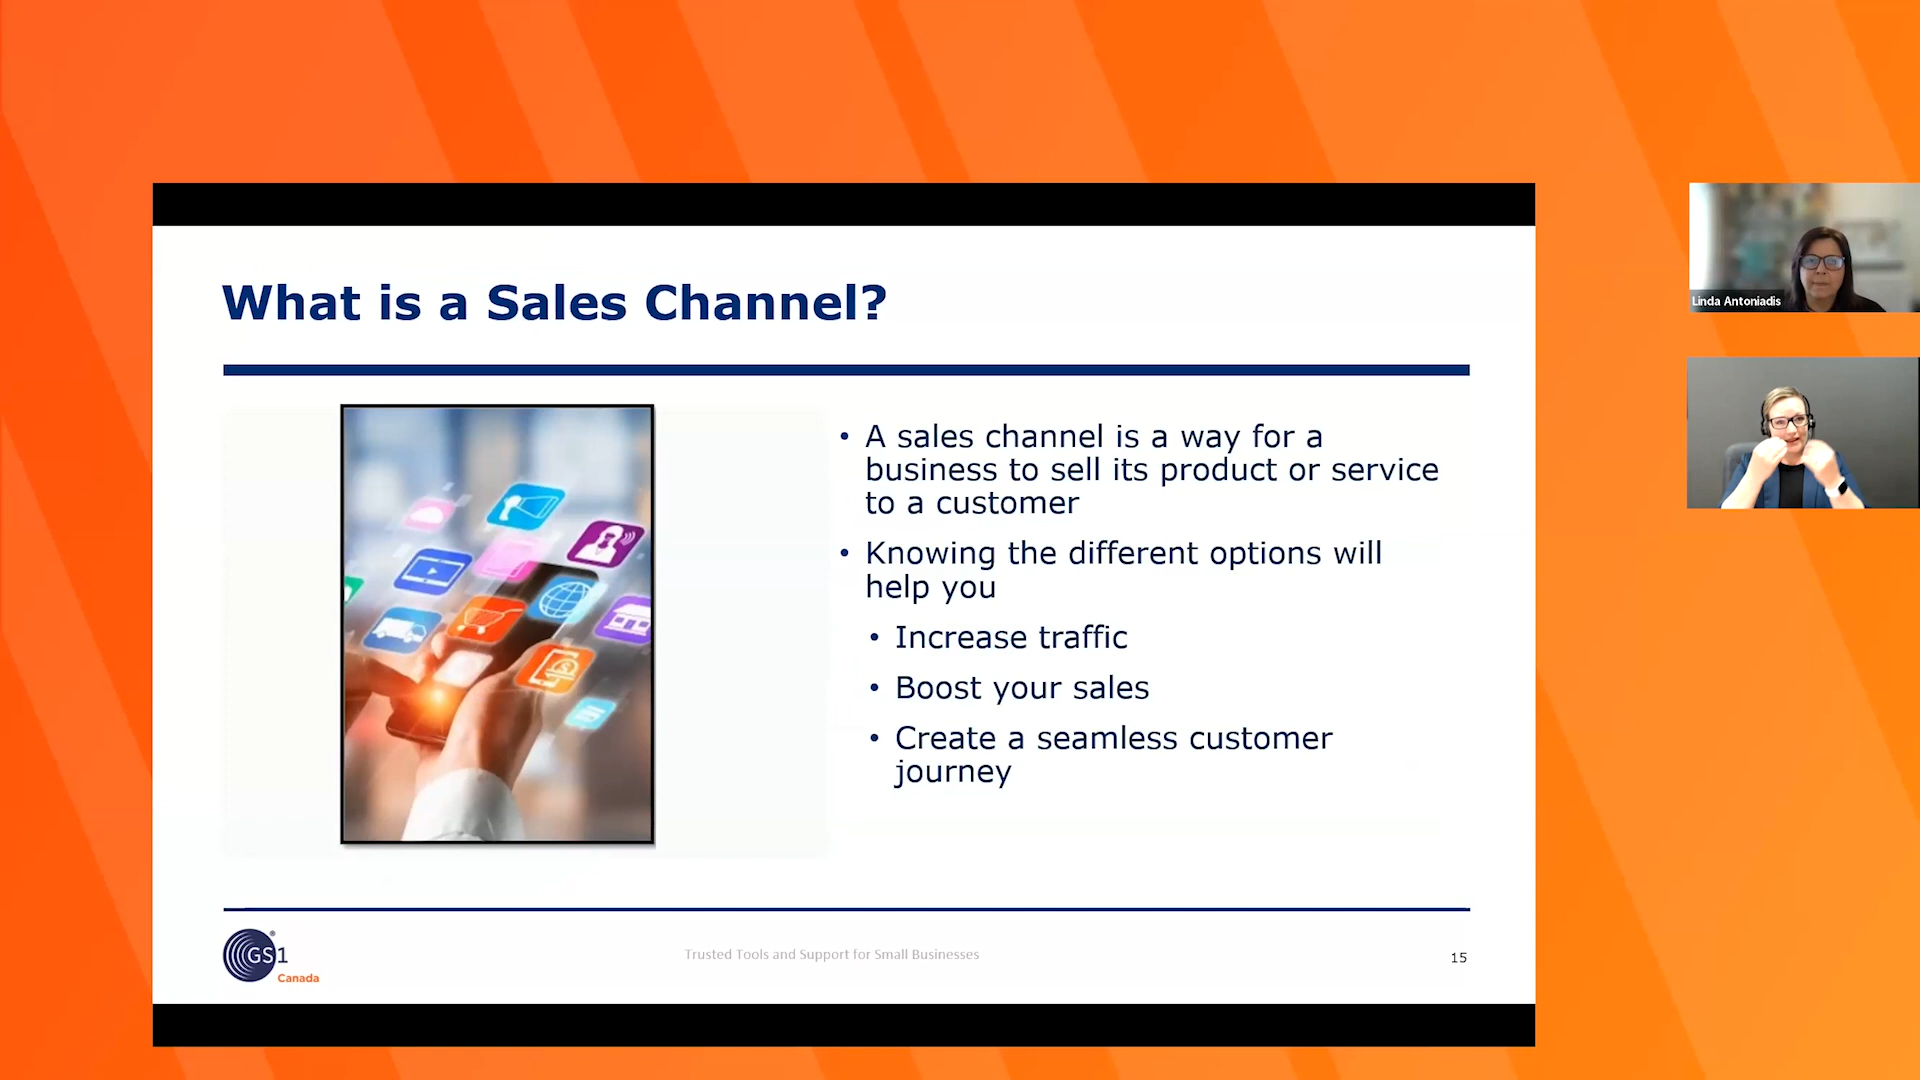 What is a Sales Channel?
• A sales channel is a way for a
business to sell its product or service
to a customer
• Knowing the different options will
help you
• Increase traffic
• Boost your sales
• Create a seamless customer
journey
Linda Antoniadis
GS1®
Canada
Trusted Tools and Support for Small Businesses
15